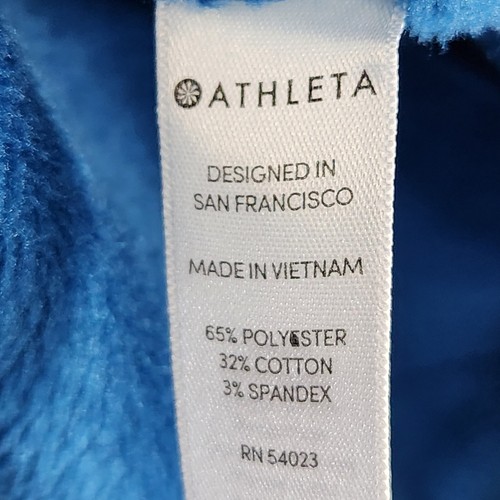 ATHLETA
DESIGNED IN
SAN FRANCISCO
MADE IN VIETNAM
65% POLYESTER
32% COTTON
3% SPANDEX
RN 54023